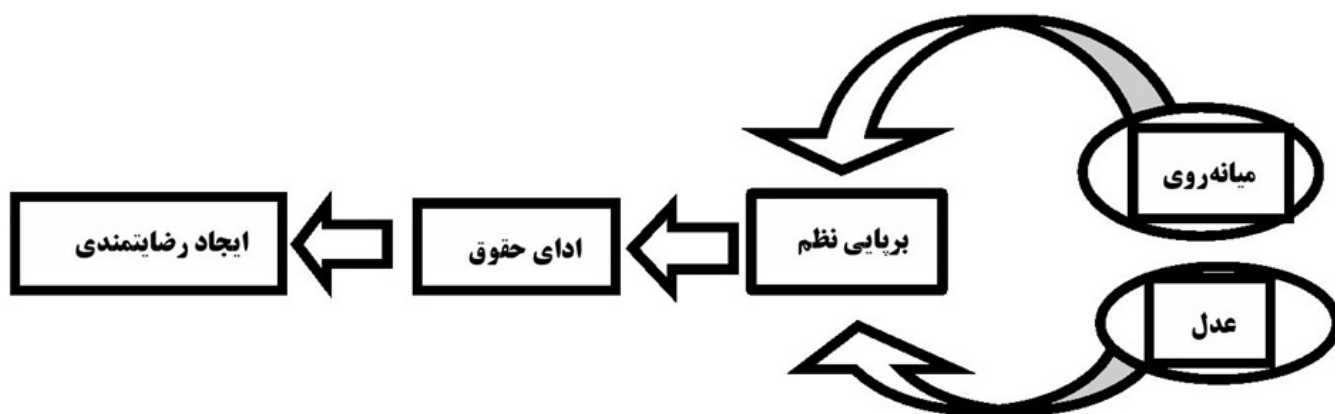 میانه‌روی
عدل
برپایی نظم
ادای حقوق
ایجاد رضایتمندی